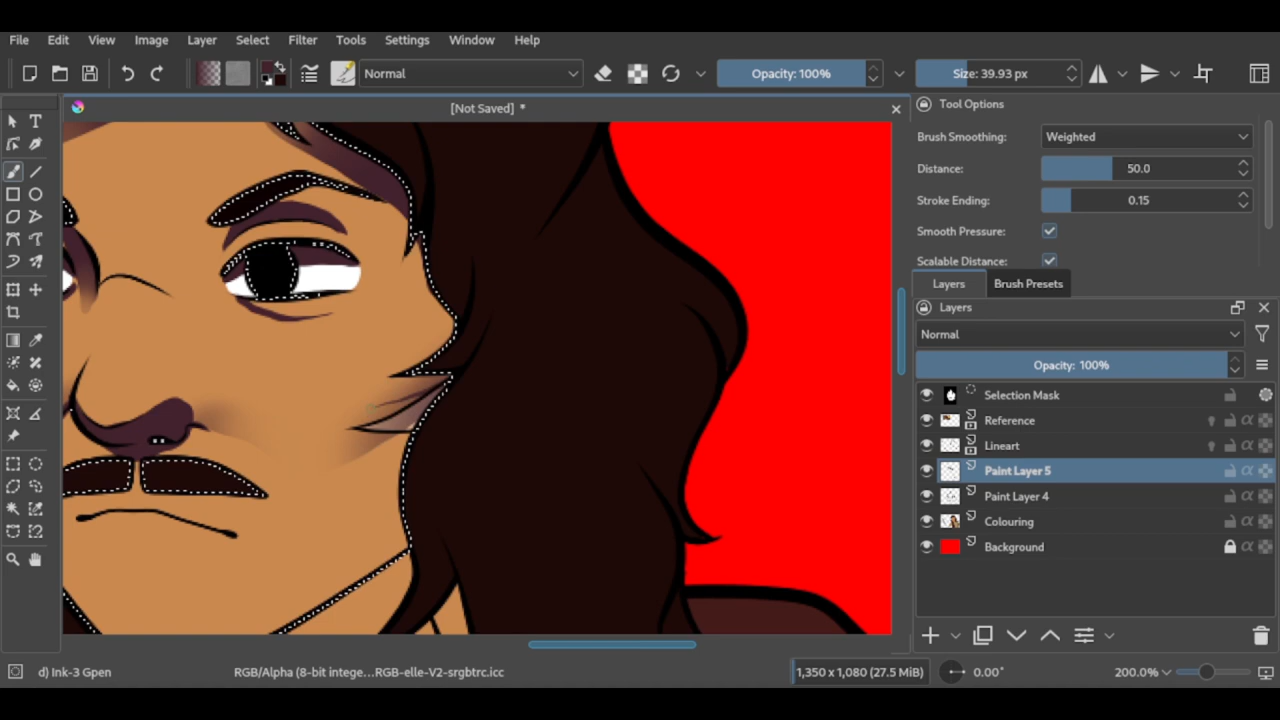 File Edit View Image Layer Select Filter Tools Settings Window Help
Normal
Opacity: 100%
Size: 39.93 px
[Not Saved] *
Tool Options
Brush Smoothing: Weighted
Distance: 50.0
Stroke Ending: 0.15
Smooth Pressure:
Scalable Distance:
Layers Brush Presets
Layers
Normal
Opacity: 100%
Selection Mask
Reference
Lineart
Paint Layer 5
Paint Layer 4
Colouring
Background
d) Ink-3 Gpen
RGB/Alpha (8-bit intege...RGB-elle-V2-srgbtrc.icc
1,350 x 1,080 (27.5 MiB)
0.00°
200.0%